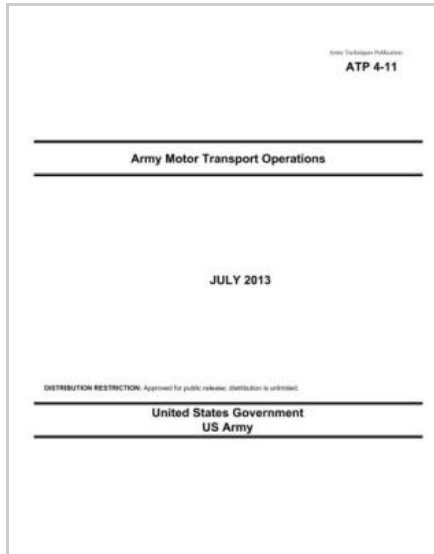 Army Techniques Publication
ATP 4-11
Army Motor Transport Operations
JULY 2013
DISTRIBUTION RESTRICTION: Approved for public release; distribution is unlimited.
United States Government
US Army